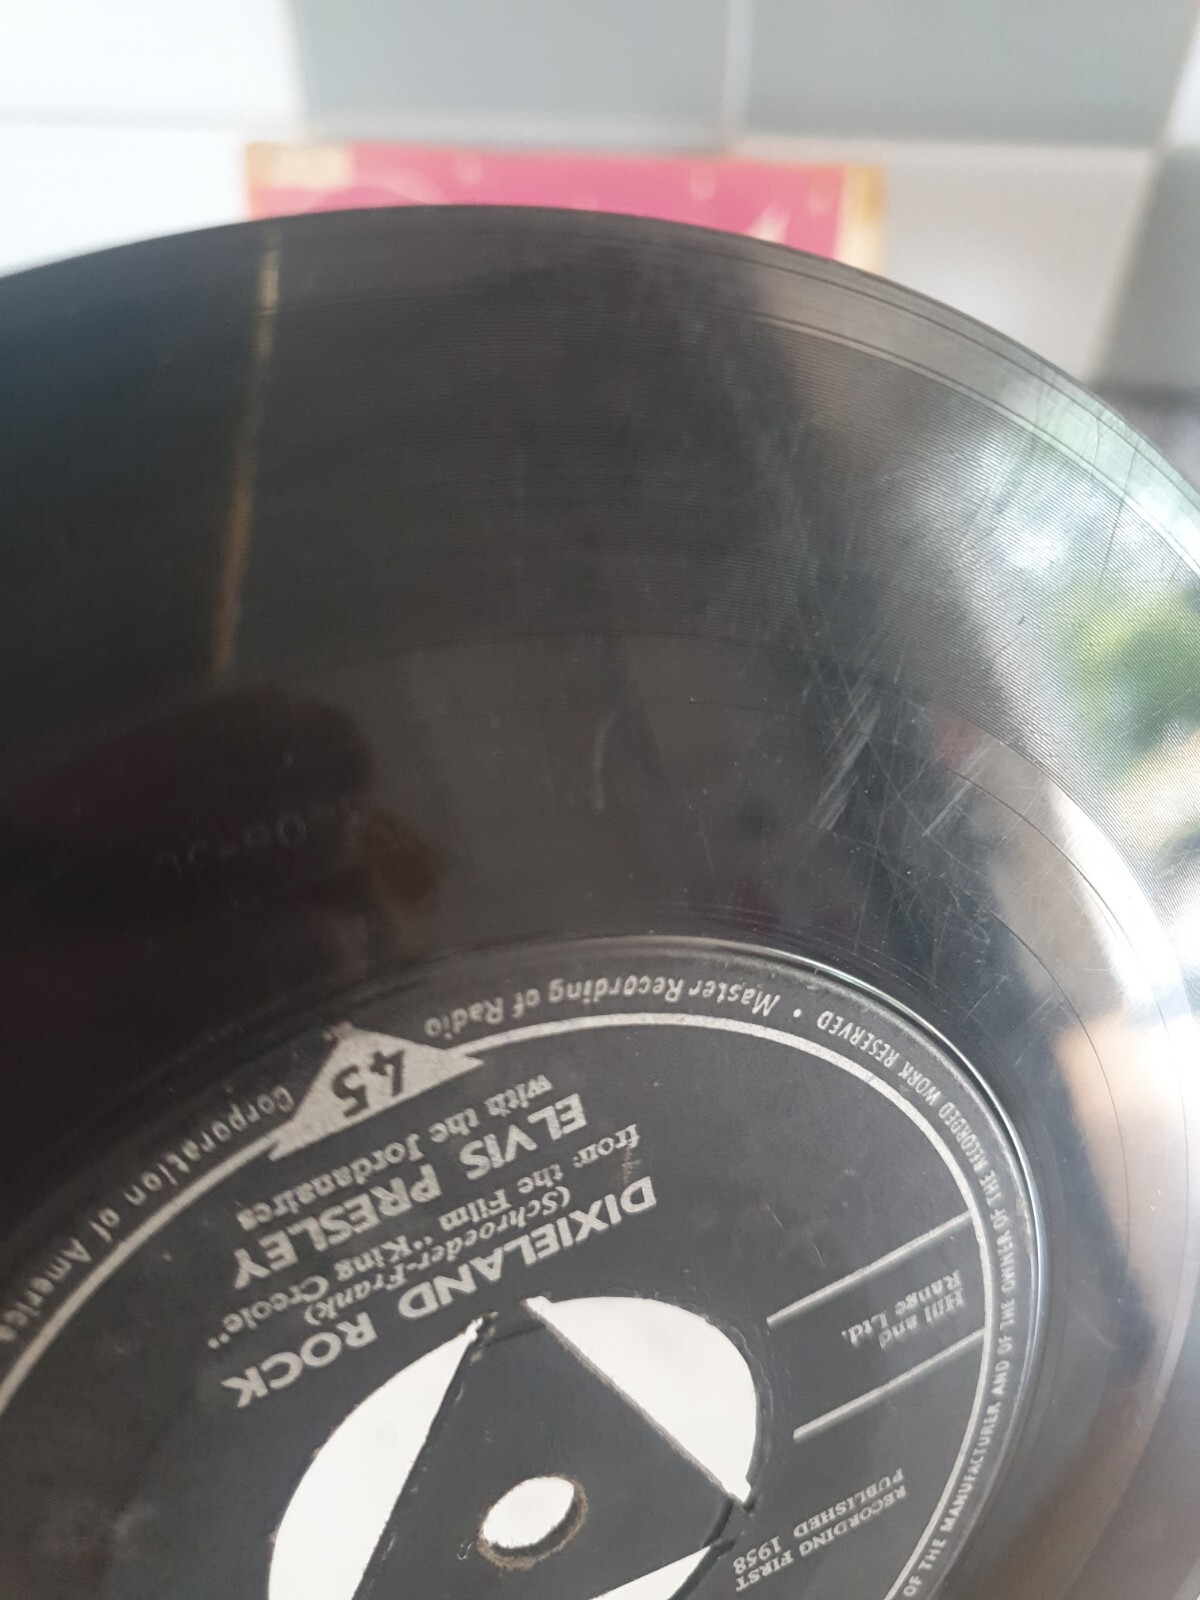 OF THE MANUFACTURER AND OF THE OWNER OF THE RECORDED WORK RESERVED • Master Recording of Radio Corporation of America
45
Hill and
Range Ltd.
RECORDING FIRST
PUBLISHED 1958
DIXIELAND ROCK
(Schroeder-Frank)
from the Film "King Creole"
ELVIS PRESLEY
with the Jordanaires